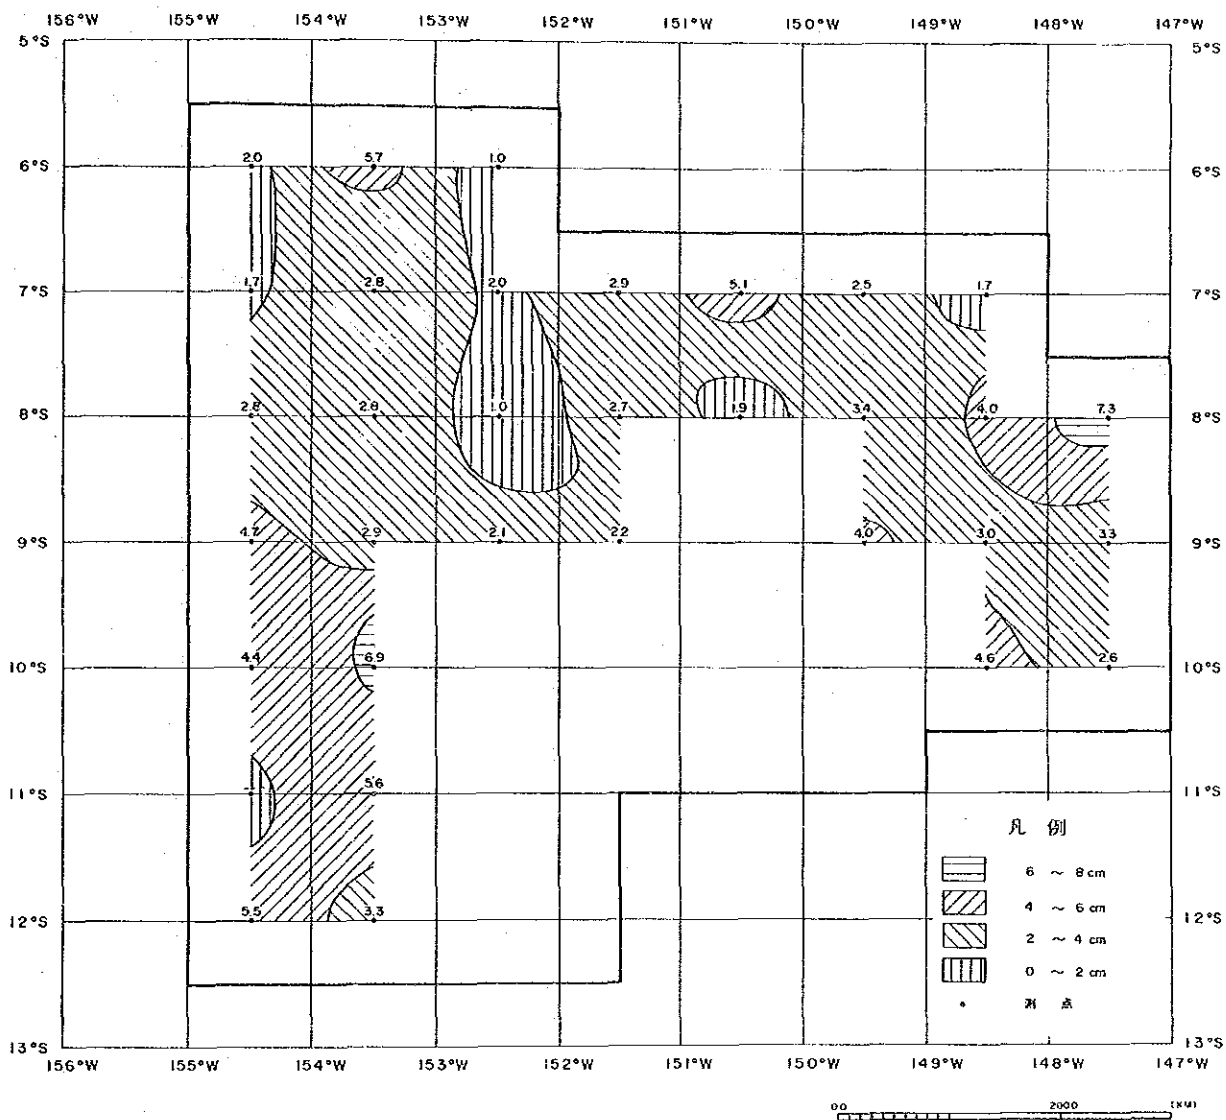 156°W 155°W 154°W 153°W 152°W 151°W 150°W 149°W 148°W 147°W
5°S 5°S
2.0 5.7 1.0
6°S 6°S
1.7 2.8 2.0 2.9 5.1 2.5 1.7
7°S 7°S
2.8 2.8 1.0 2.7 1.9 3.4 4.0 7.3
8°S 8°S
4.7 2.9 2.1 2.2 4.0 3.0 3.3
9°S 9°S
4.4 6.9 4.6 2.6
10°S 10°S
5.6
11°S 11°S
凡 例
6 ～ 8 cm
4 ～ 6 cm
5.5 3.3
12°S 12°S
2 ～ 4 cm
0 ～ 2 cm
測 点
13°S 13°S
156°W 155°W 154°W 153°W 152°W 151°W 150°W 149°W 148°W 147°W
2000 (KM)